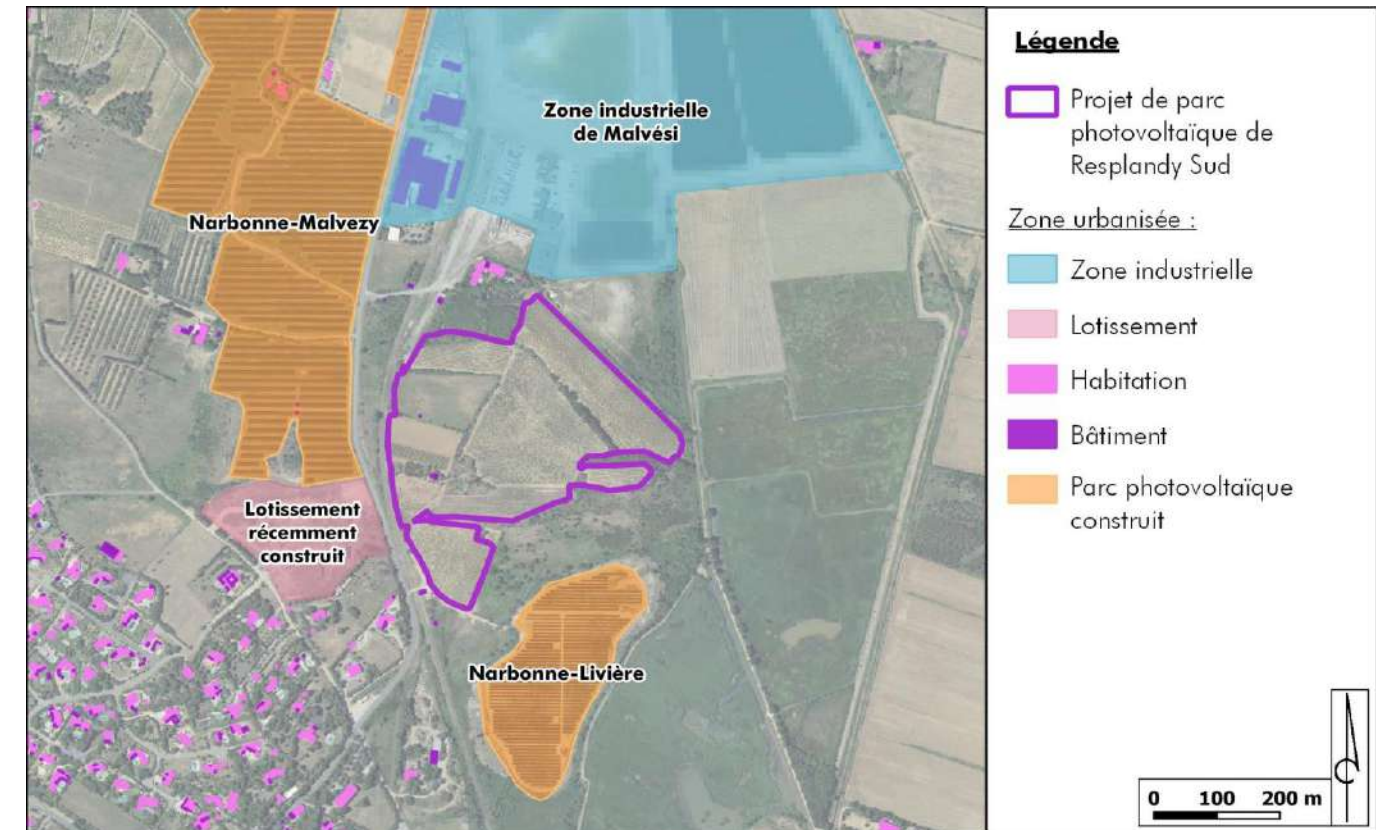 Zone industrielle
de Malvési
Narbonne-Malvezy
Lotissement
récemment
construit
Narbonne-Livière
Légende
Projet de parc
photovoltaïque de
Resplandy Sud
Zone urbanisée :
Zone industrielle
Lotissement
Habitation
Bâtiment
Parc photovoltaïque
construit
0 100 200 m